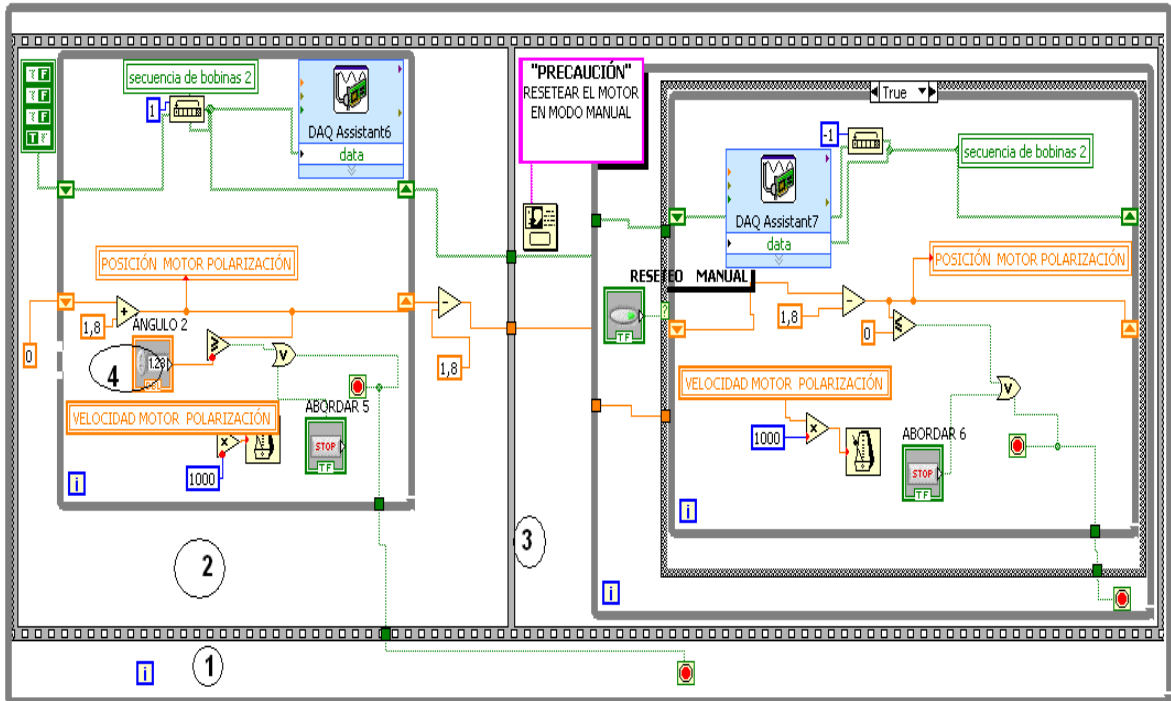 secuencia de bobinas 2
1
DAQ Assistant6
data
POSICIÓN MOTOR POLARIZACIÓN
0
1,8
ANGULO 2
1.23
4
VELOCIDAD MOTOR POLARIZACIÓN
1000
ABORDAR 5
STOP
TF
i
1,8
2
3
"PRECAUCIÓN"
RESETEAR EL MOTOR
EN MODO MANUAL
True
-1
secuencia de bobinas 2
DAQ Assistant7
data
RESETEO MANUAL
TF
?
POSICIÓN MOTOR POLARIZACIÓN
1,8
0
VELOCIDAD MOTOR POLARIZACIÓN
1000
ABORDAR 6
STOP
TF
i
i
i
1